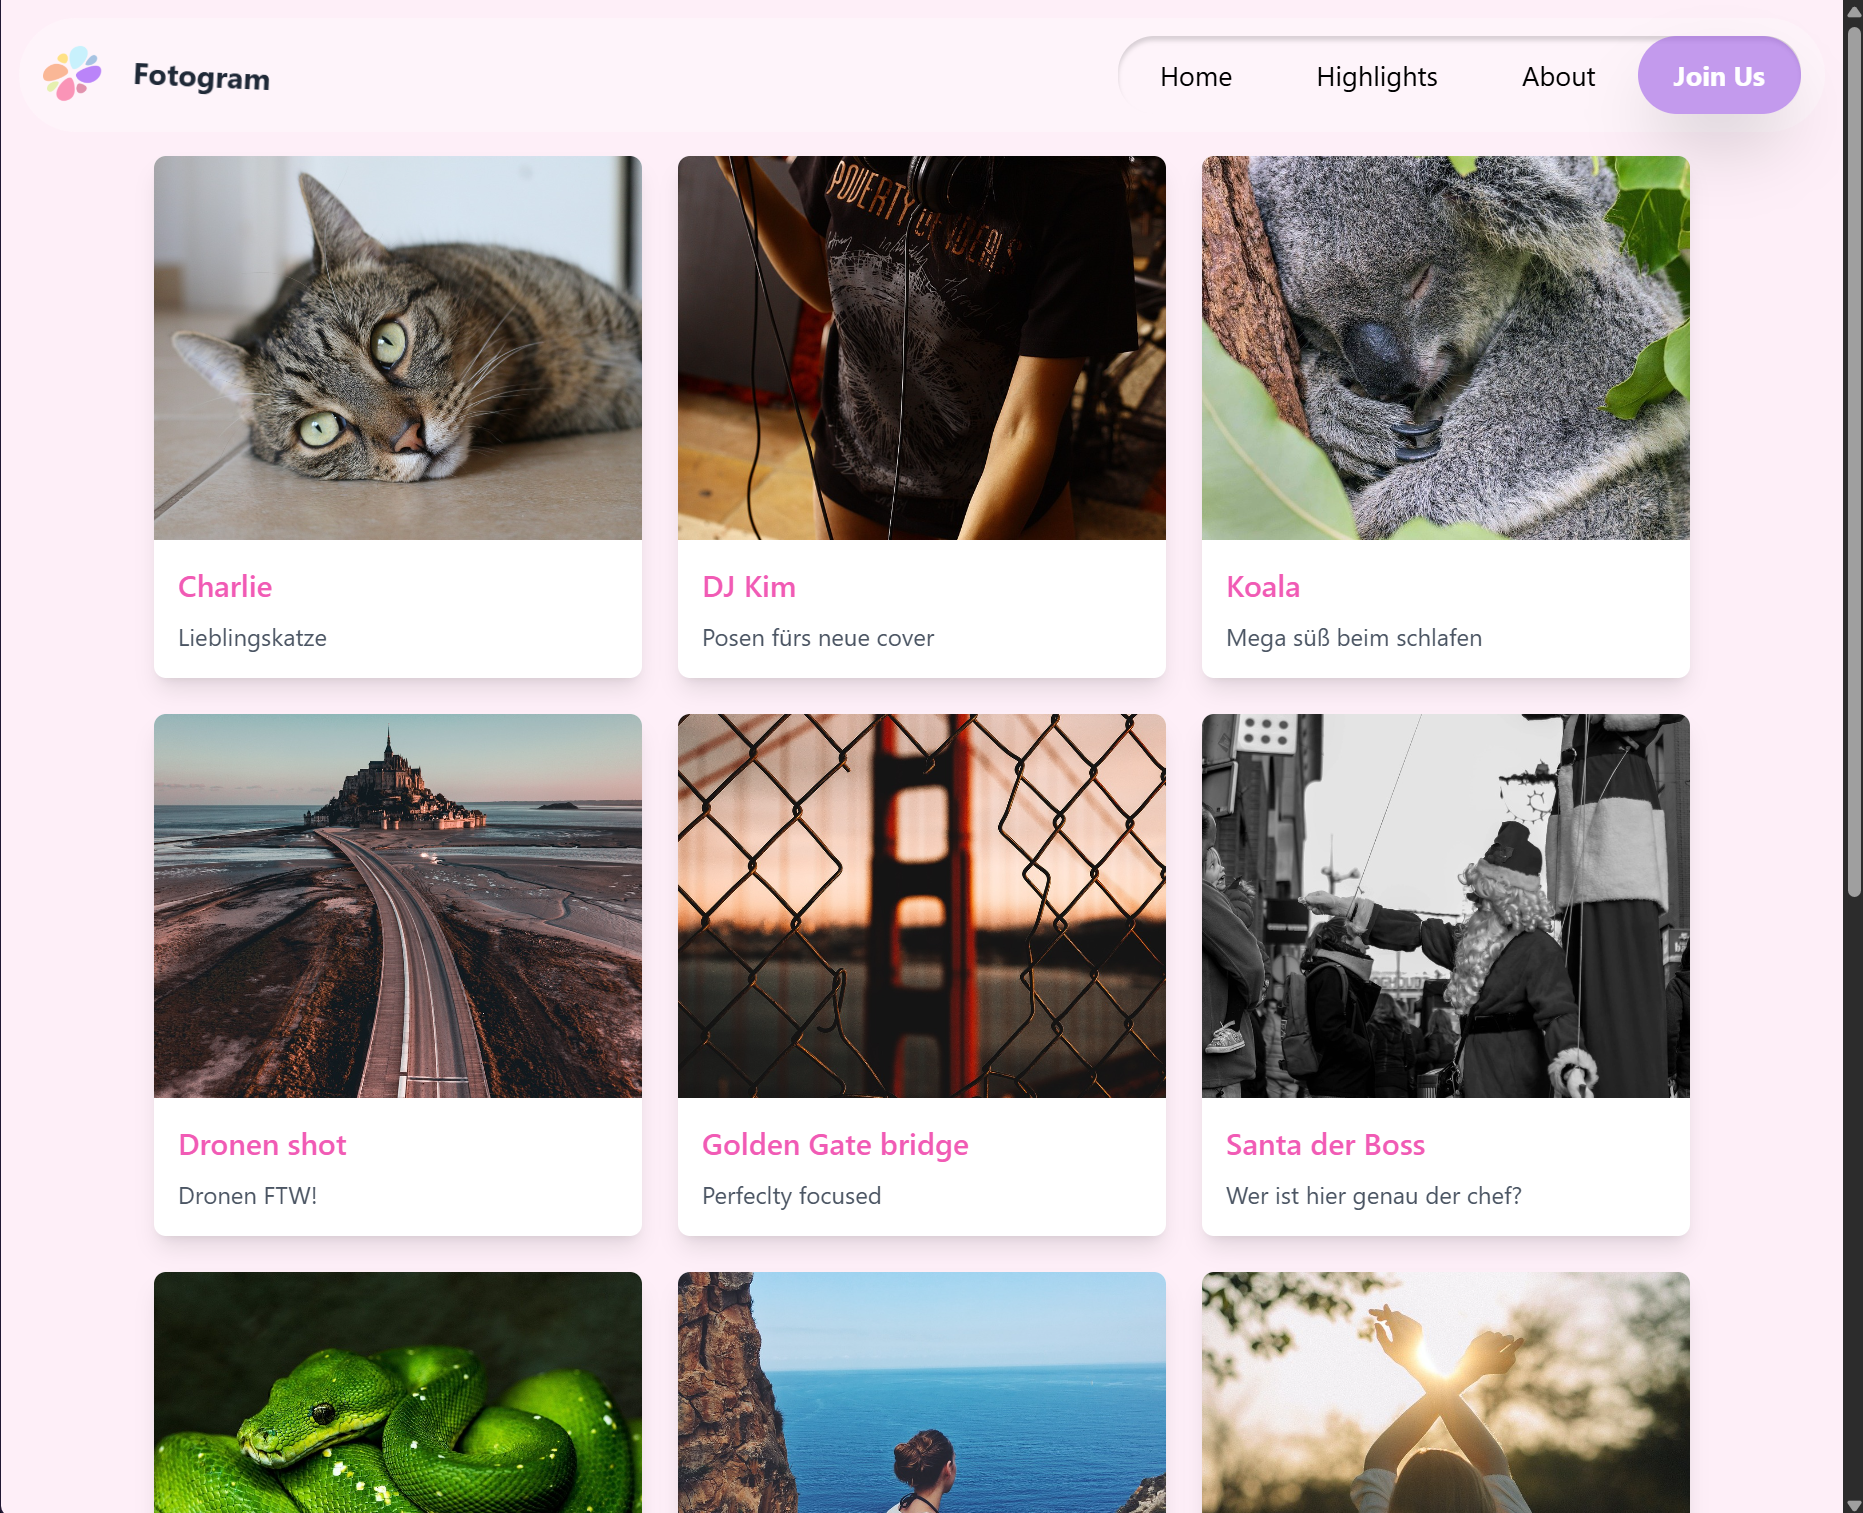 Fotogram
Home Highlights About Join Us
POVERTY
Charlie
Lieblingskatze
DJ Kim
Posen fürs neue cover
Koala
Mega süß beim schlafen
Dronen shot
Dronen FTW!
Golden Gate bridge
Perfeclty focused
Santa der Boss
Wer ist hier genau der chef?